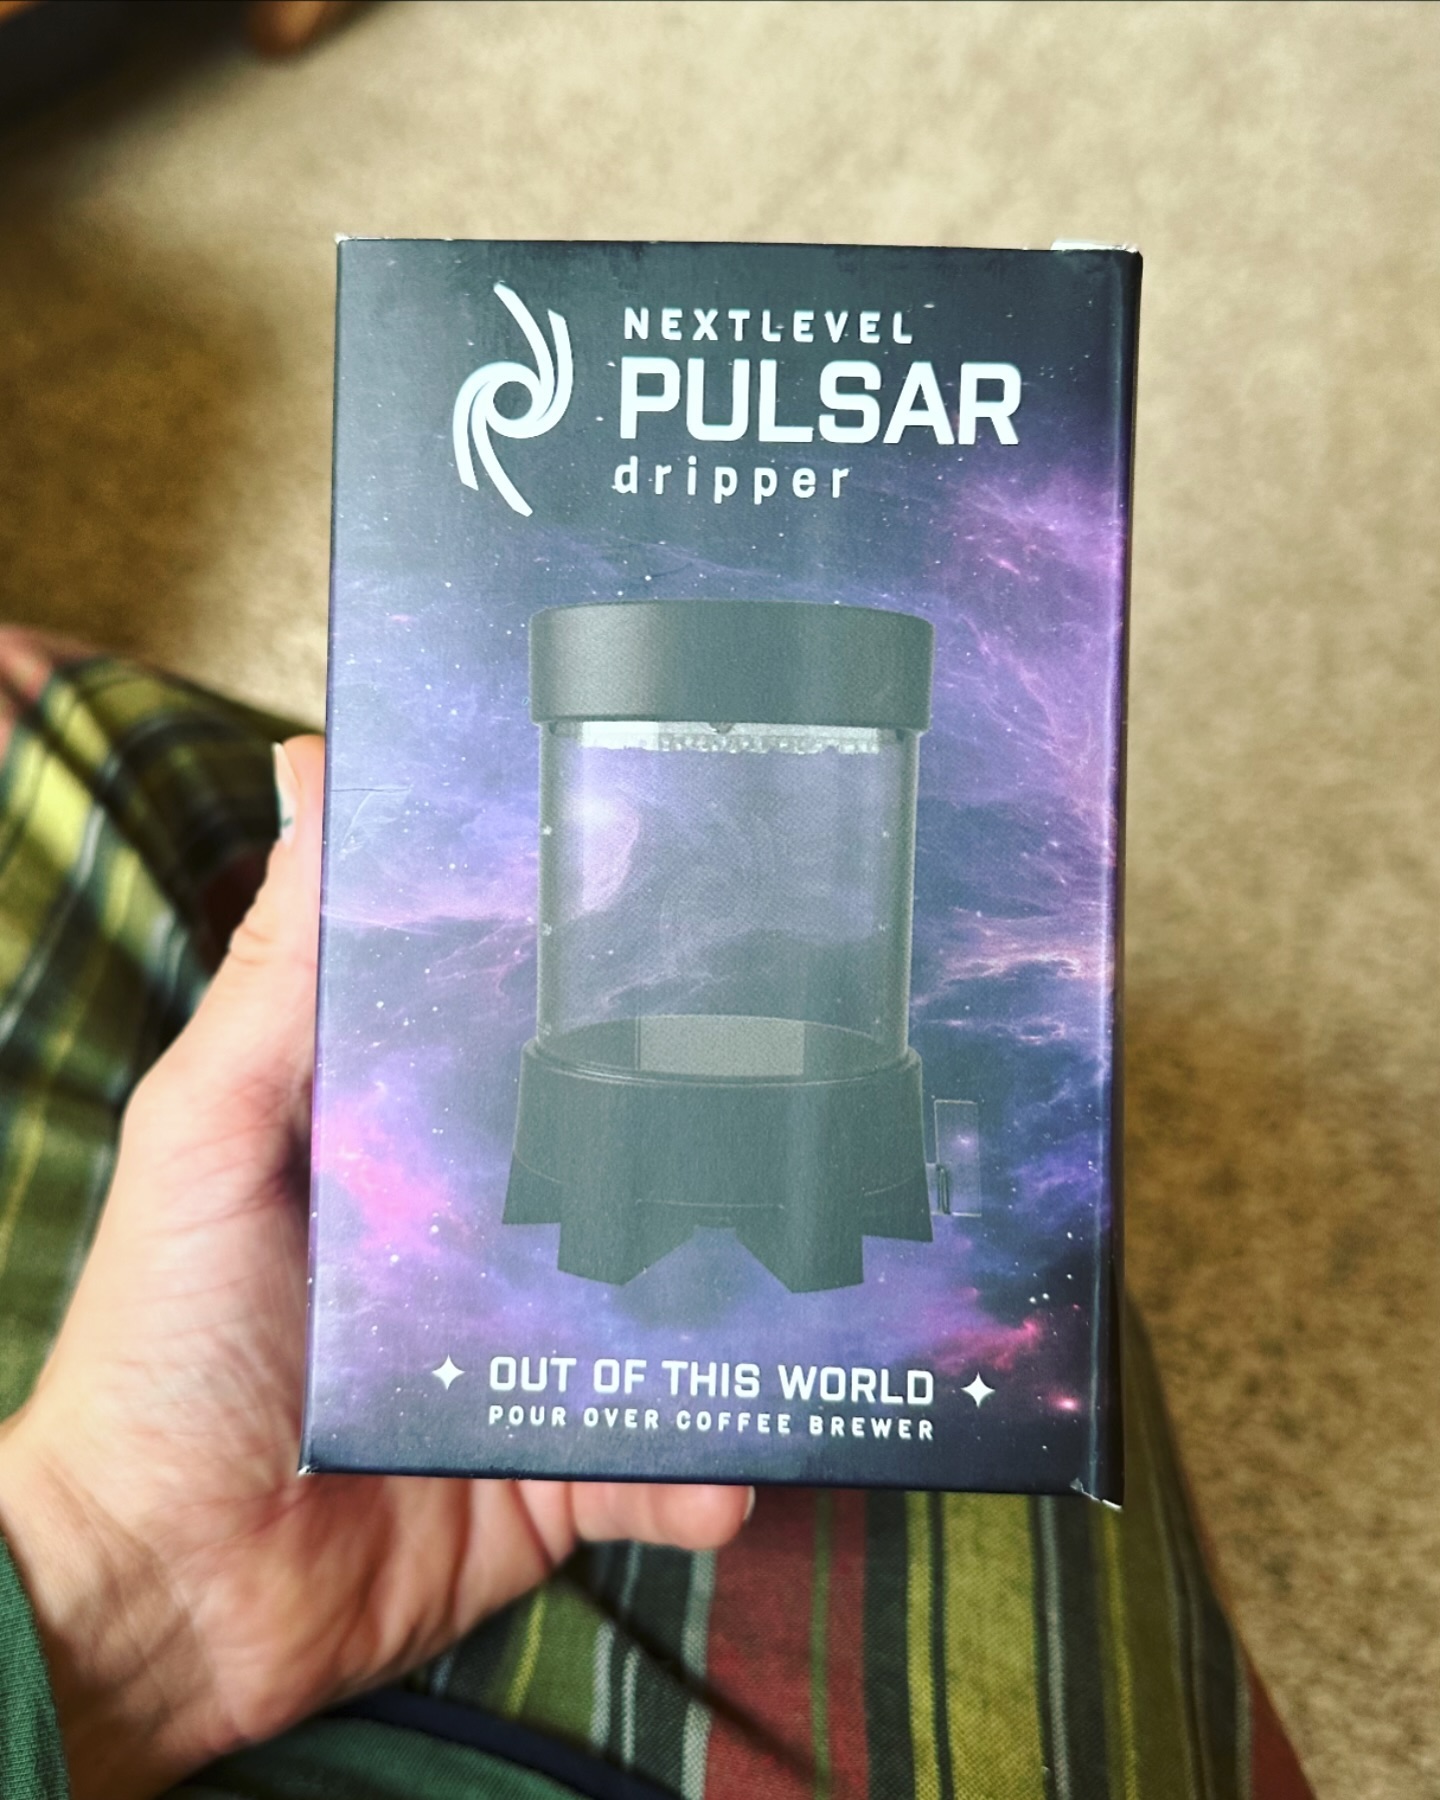 NEXTLEVEL
PULSAR
dripper
OUT OF THIS WORLD
POUR OVER COFFEE BREWER